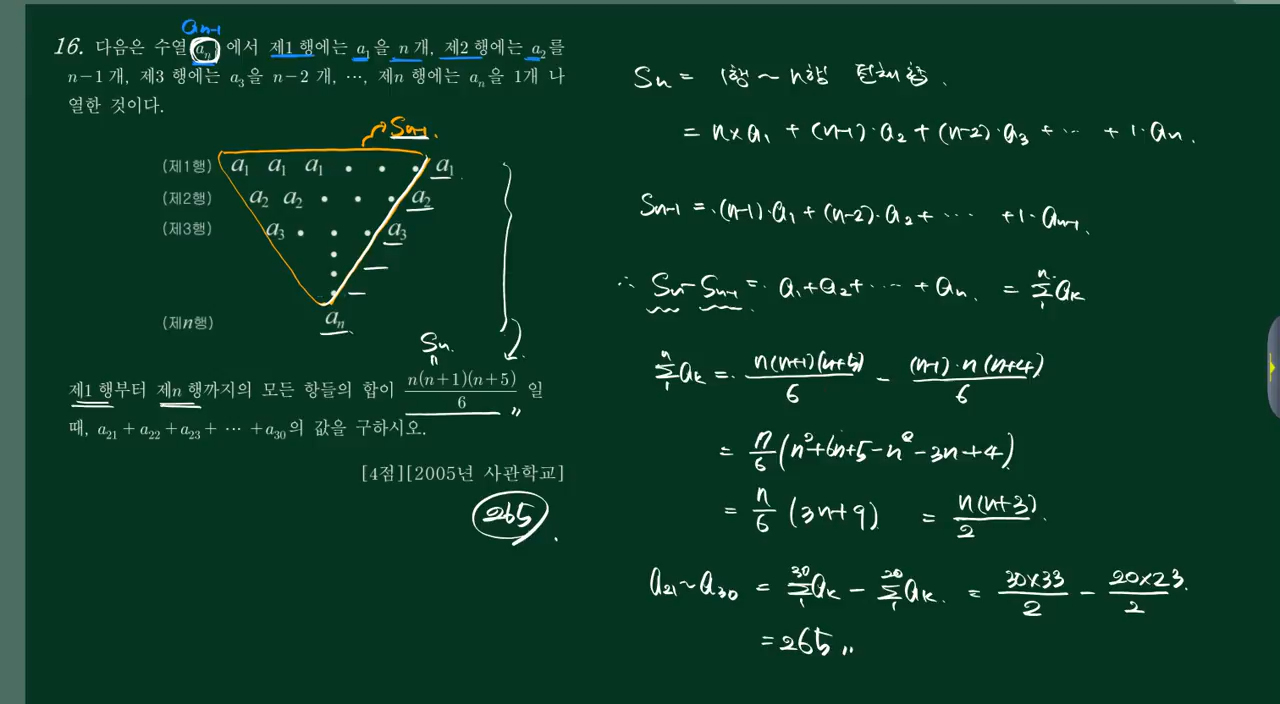 aₙ₋₁
16. 다음은 수열 aₙ 에서 제1 행에는 a₁을 n 개, 제2 행에는 a₂를
n−1 개, 제3 행에는 a₃을 n−2 개, ⋯, 제n 행에는 aₙ을 1개 나
열한 것이다.
Sₙ₋₁.
(제1행) a₁ a₁ a₁ • • • a₁
(제2행) a₂ a₂ • • • a₂
(제3행) a₃ • • • a₃
•
•
•
(제n행) aₙ
Sₙ
제1 행부터 제n 행까지의 모든 항들의 합이 n(n+1)(n+5)/6 일
때, a₂₁ + a₂₂ + a₂₃ + ⋯ + a₃₀의 값을 구하시오.
[4점][2005년 사관학교]
265.
Sₙ = 1행 ~ n행 전체합.
= n×a₁ + (n-1)·a₂ + (n-2)·a₃ + ⋯ + 1·aₙ.
Sₙ₋₁ = (n-1)·a₁ + (n-2)·a₂ + ⋯ + 1·aₙ₋₁.
∴ Sₙ - Sₙ₋₁ = a₁ + a₂ + ⋯ + aₙ = ⁿΣ₁ aₖ
ⁿΣ₁ aₖ = n(n+1)(n+5)/6 - (n-1)·n(n+4)/6
= n/6 (n²+6n+5-n²-3n+4)
= n/6 (3n+9) = n(n+3)/2.
a₂₁ ~ a₃₀ = ³⁰Σ₁ aₖ - ²⁰Σ₁ aₖ = 30×33/2 - 20×23/2.
= 265 〃